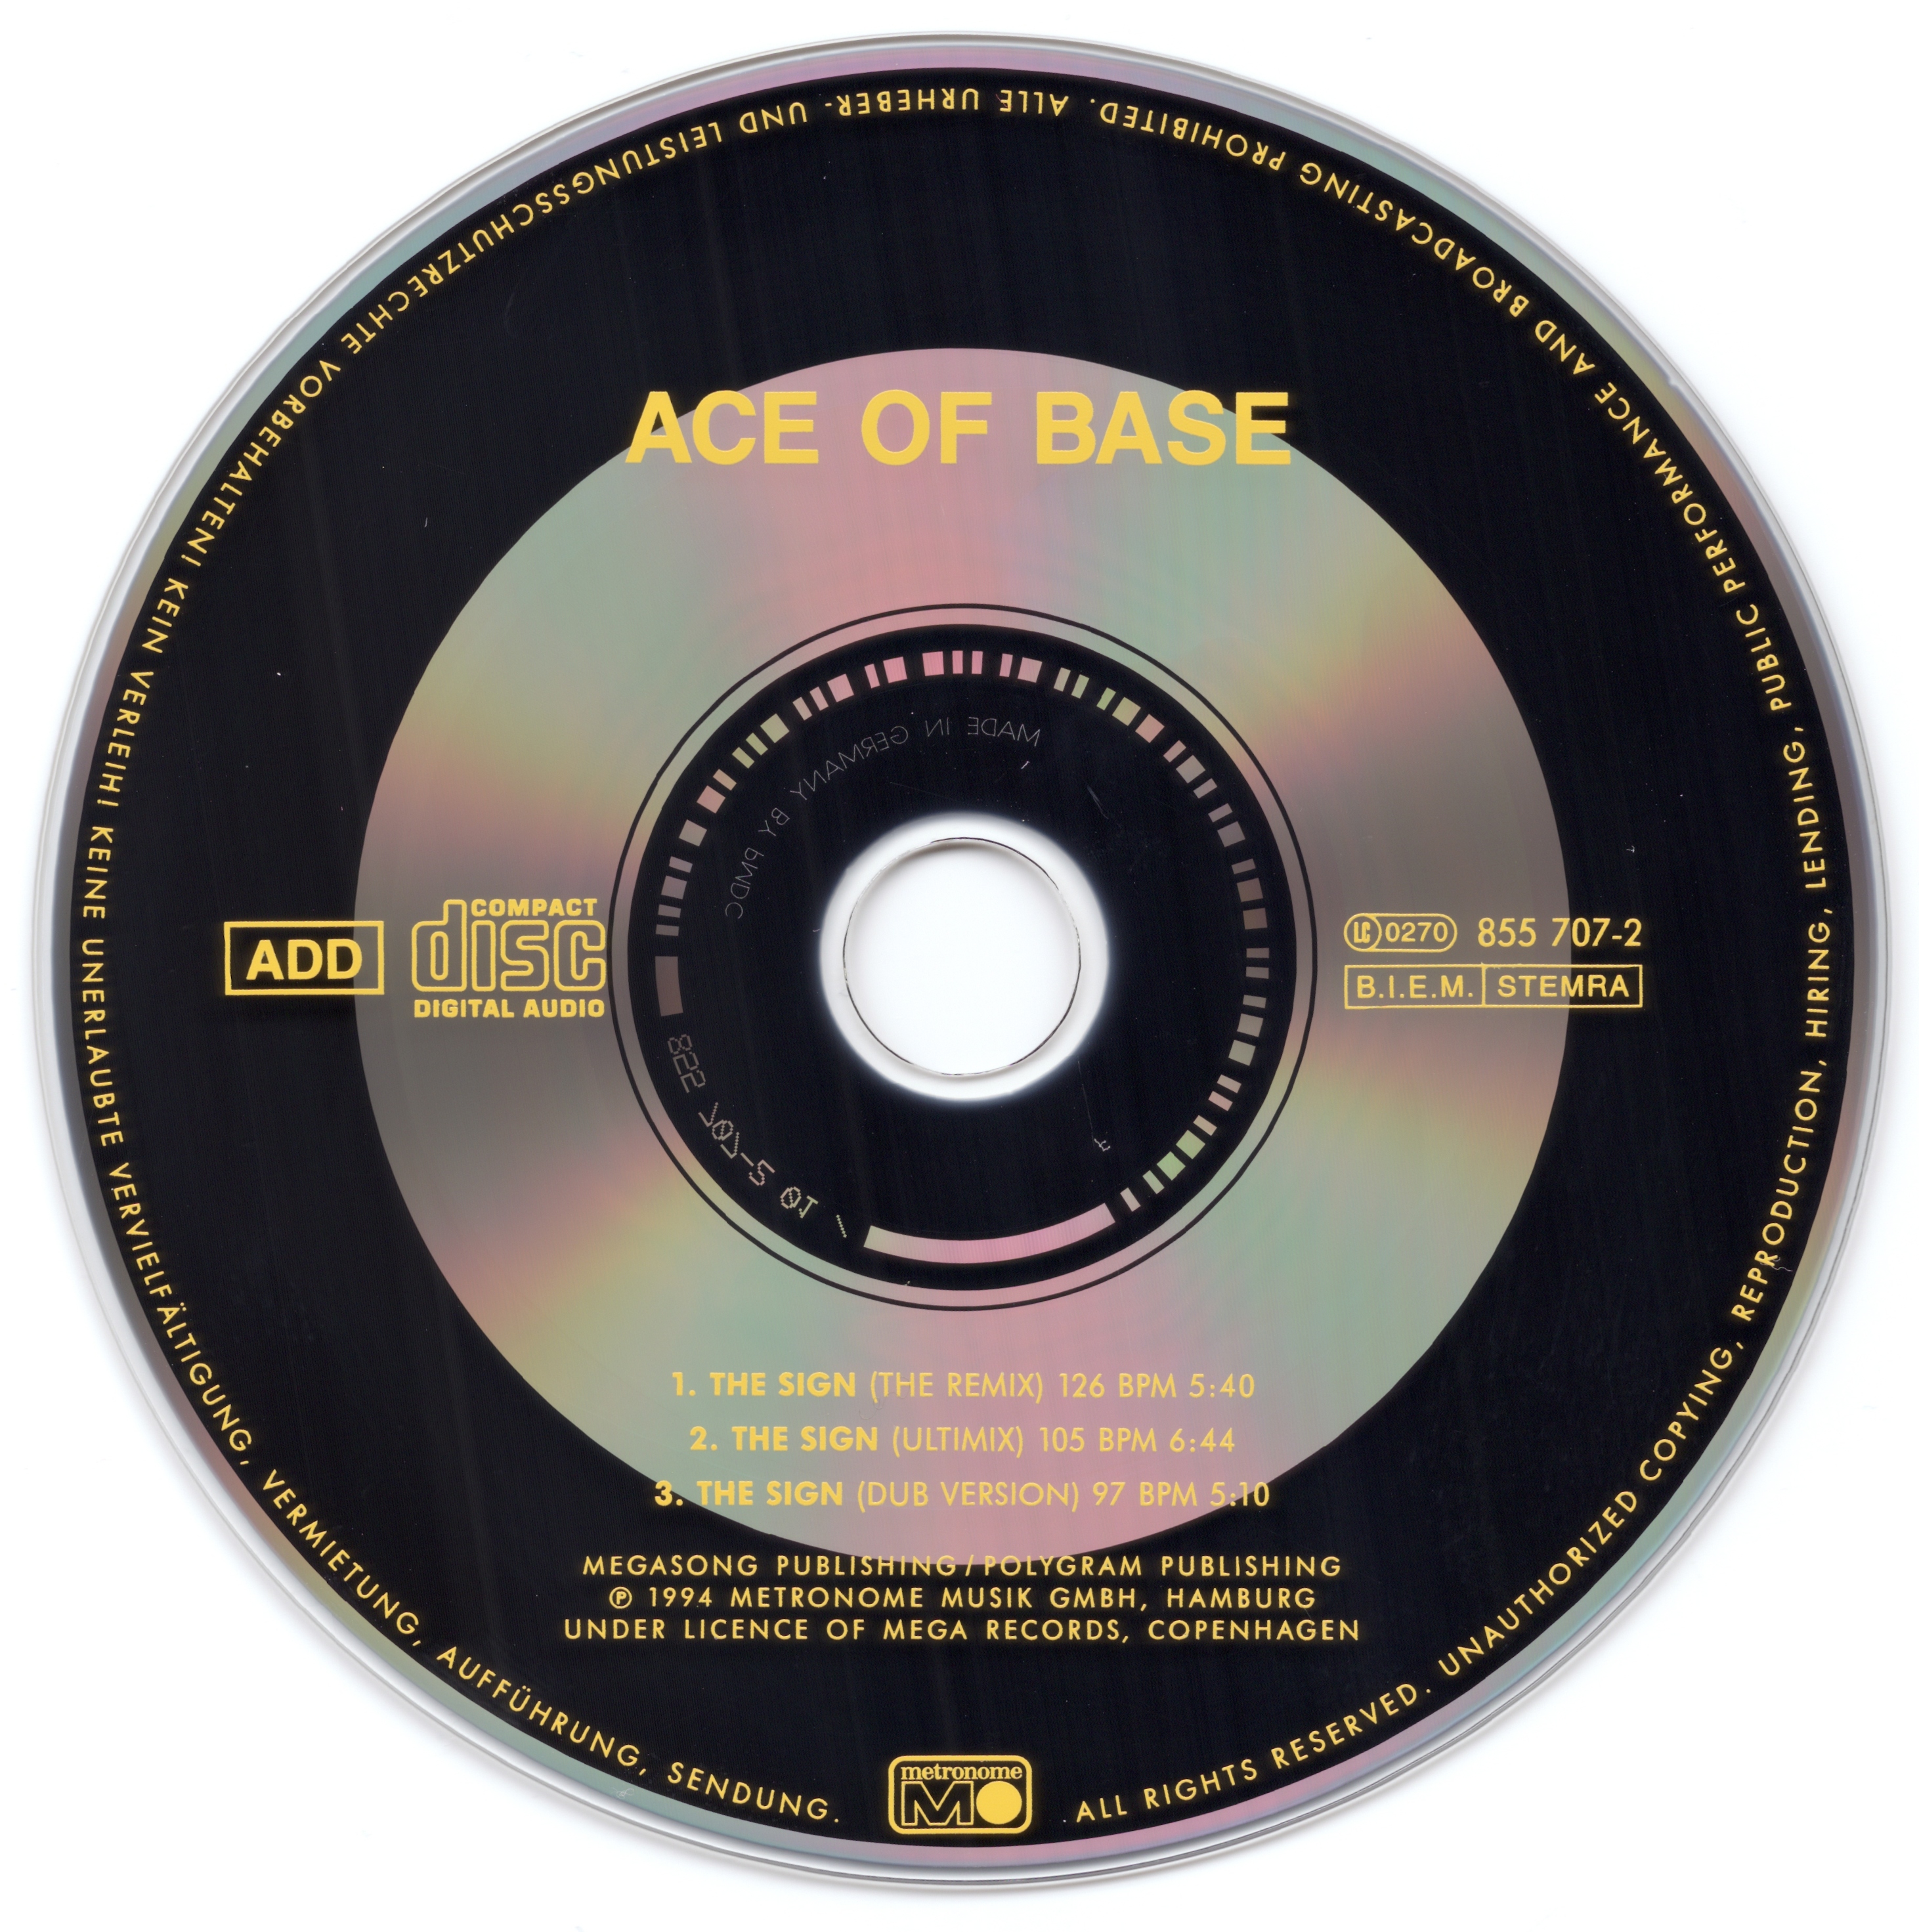 ACE OF BASE
ADD
COMPACT
disc
DIGITAL AUDIO
LC 0270 855 707-2
B.I.E.M. STEMRA
MADE IN GERMANY BY PMDC
1. THE SIGN (THE REMIX) 126 BPM 5:40
2. THE SIGN (ULTIMIX) 105 BPM 6:44
3. THE SIGN (DUB VERSION) 97 BPM 5:10
MEGASONG PUBLISHING/POLYGRAM PUBLISHING
℗ 1994 METRONOME MUSIK GMBH, HAMBURG
UNDER LICENCE OF MEGA RECORDS, COPENHAGEN
metronome
MO
ALL RIGHTS RESERVED. UNAUTHORIZED COPYING, REPRODUCTION, HIRING, LENDING, PUBLIC PERFORMANCE AND BROADCASTING PROHIBITED. ALLE URHEBER- UND LEISTUNGSSCHUTZRECHTE VORBEHALTEN! KEIN VERLEIH! KEINE UNERLAUBTE VERVIELFÄLTIGUNG, VERMIETUNG, AUFFÜHRUNG, SENDUNG.